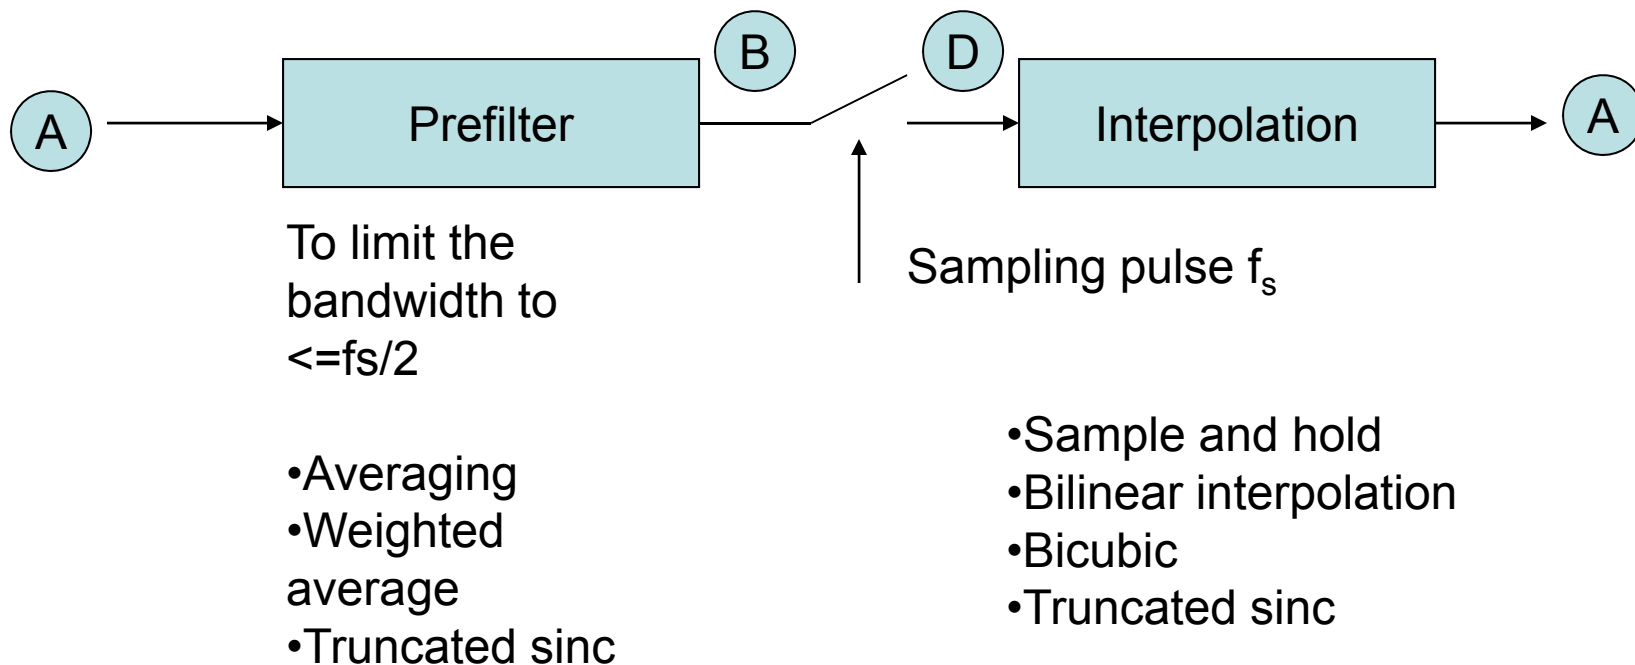 A
Prefilter
B
D
Interpolation
A
To limit the
bandwidth to
<=fs/2
Sampling pulse fₛ
•Averaging
•Weighted
average
•Truncated sinc
•Sample and hold
•Bilinear interpolation
•Bicubic
•Truncated sinc